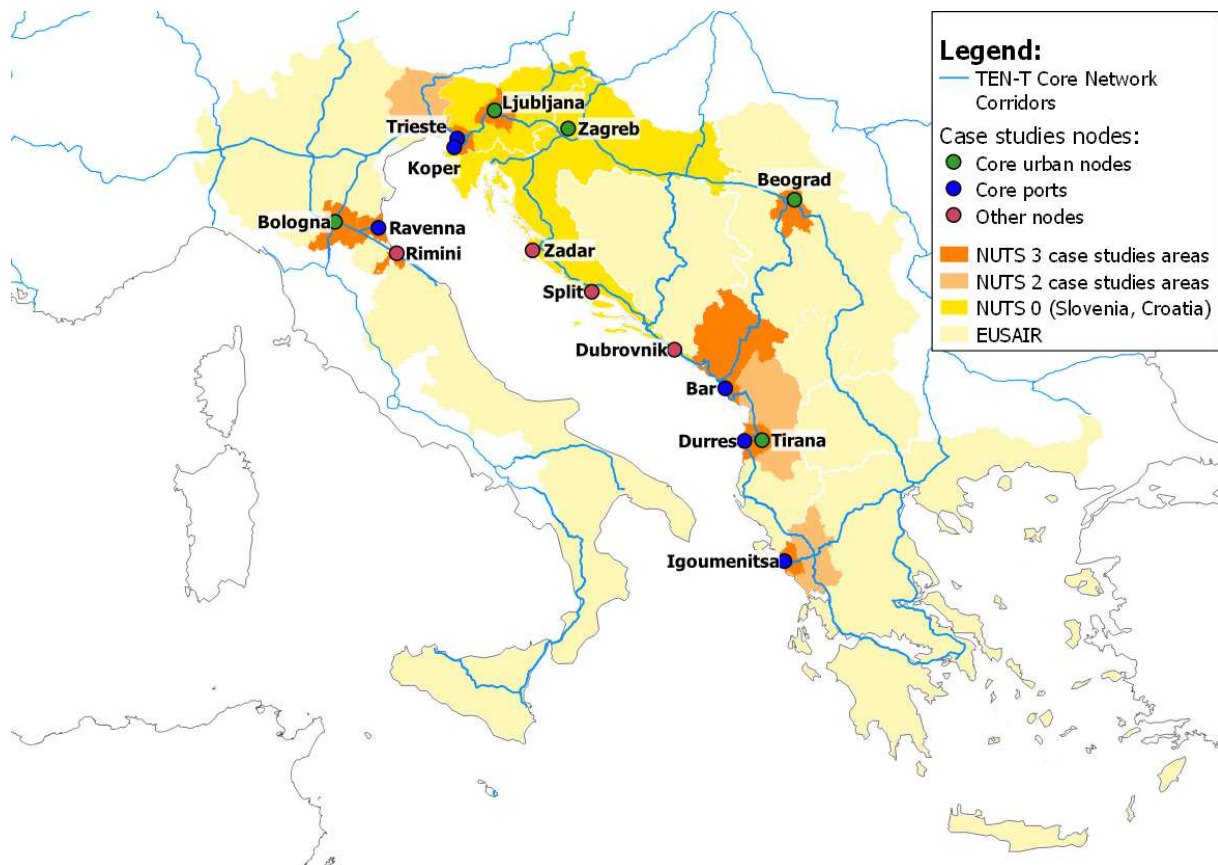 Legend:
TEN-T Core Network
Corridors
Case studies nodes:
Core urban nodes
Core ports
Other nodes
NUTS 3 case studies areas
NUTS 2 case studies areas
NUTS 0 (Slovenia, Croatia)
EUSAIR
Ljubljana
Trieste
Zagreb
Koper
Beograd
Bologna
Ravenna
Rimini
Zadar
Split
Dubrovnik
Bar
Durres
Tirana
Igoumenitsa